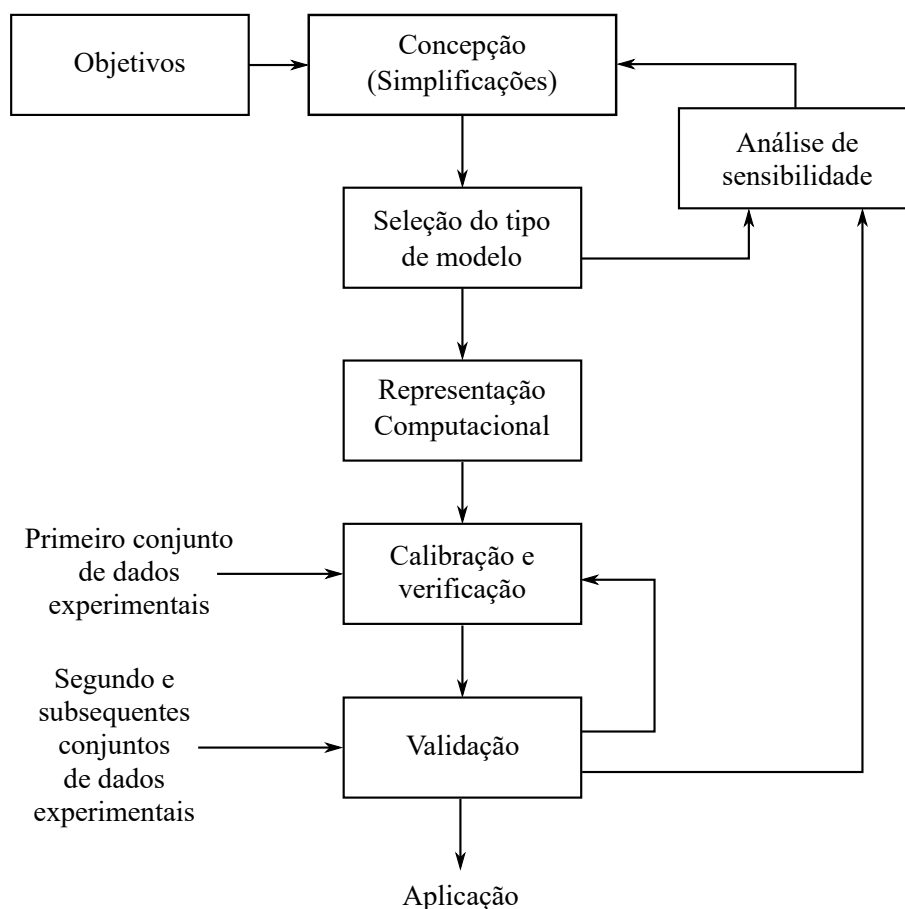 Objetivos
Concepção
(Simplificações)
Análise de
sensibilidade
Seleção do tipo
de modelo
Representação
Computacional
Primeiro conjunto
de dados
experimentais
Calibração e
verificação
Segundo e
subsequentes
conjuntos
de dados
experimentais
Validação
Aplicação